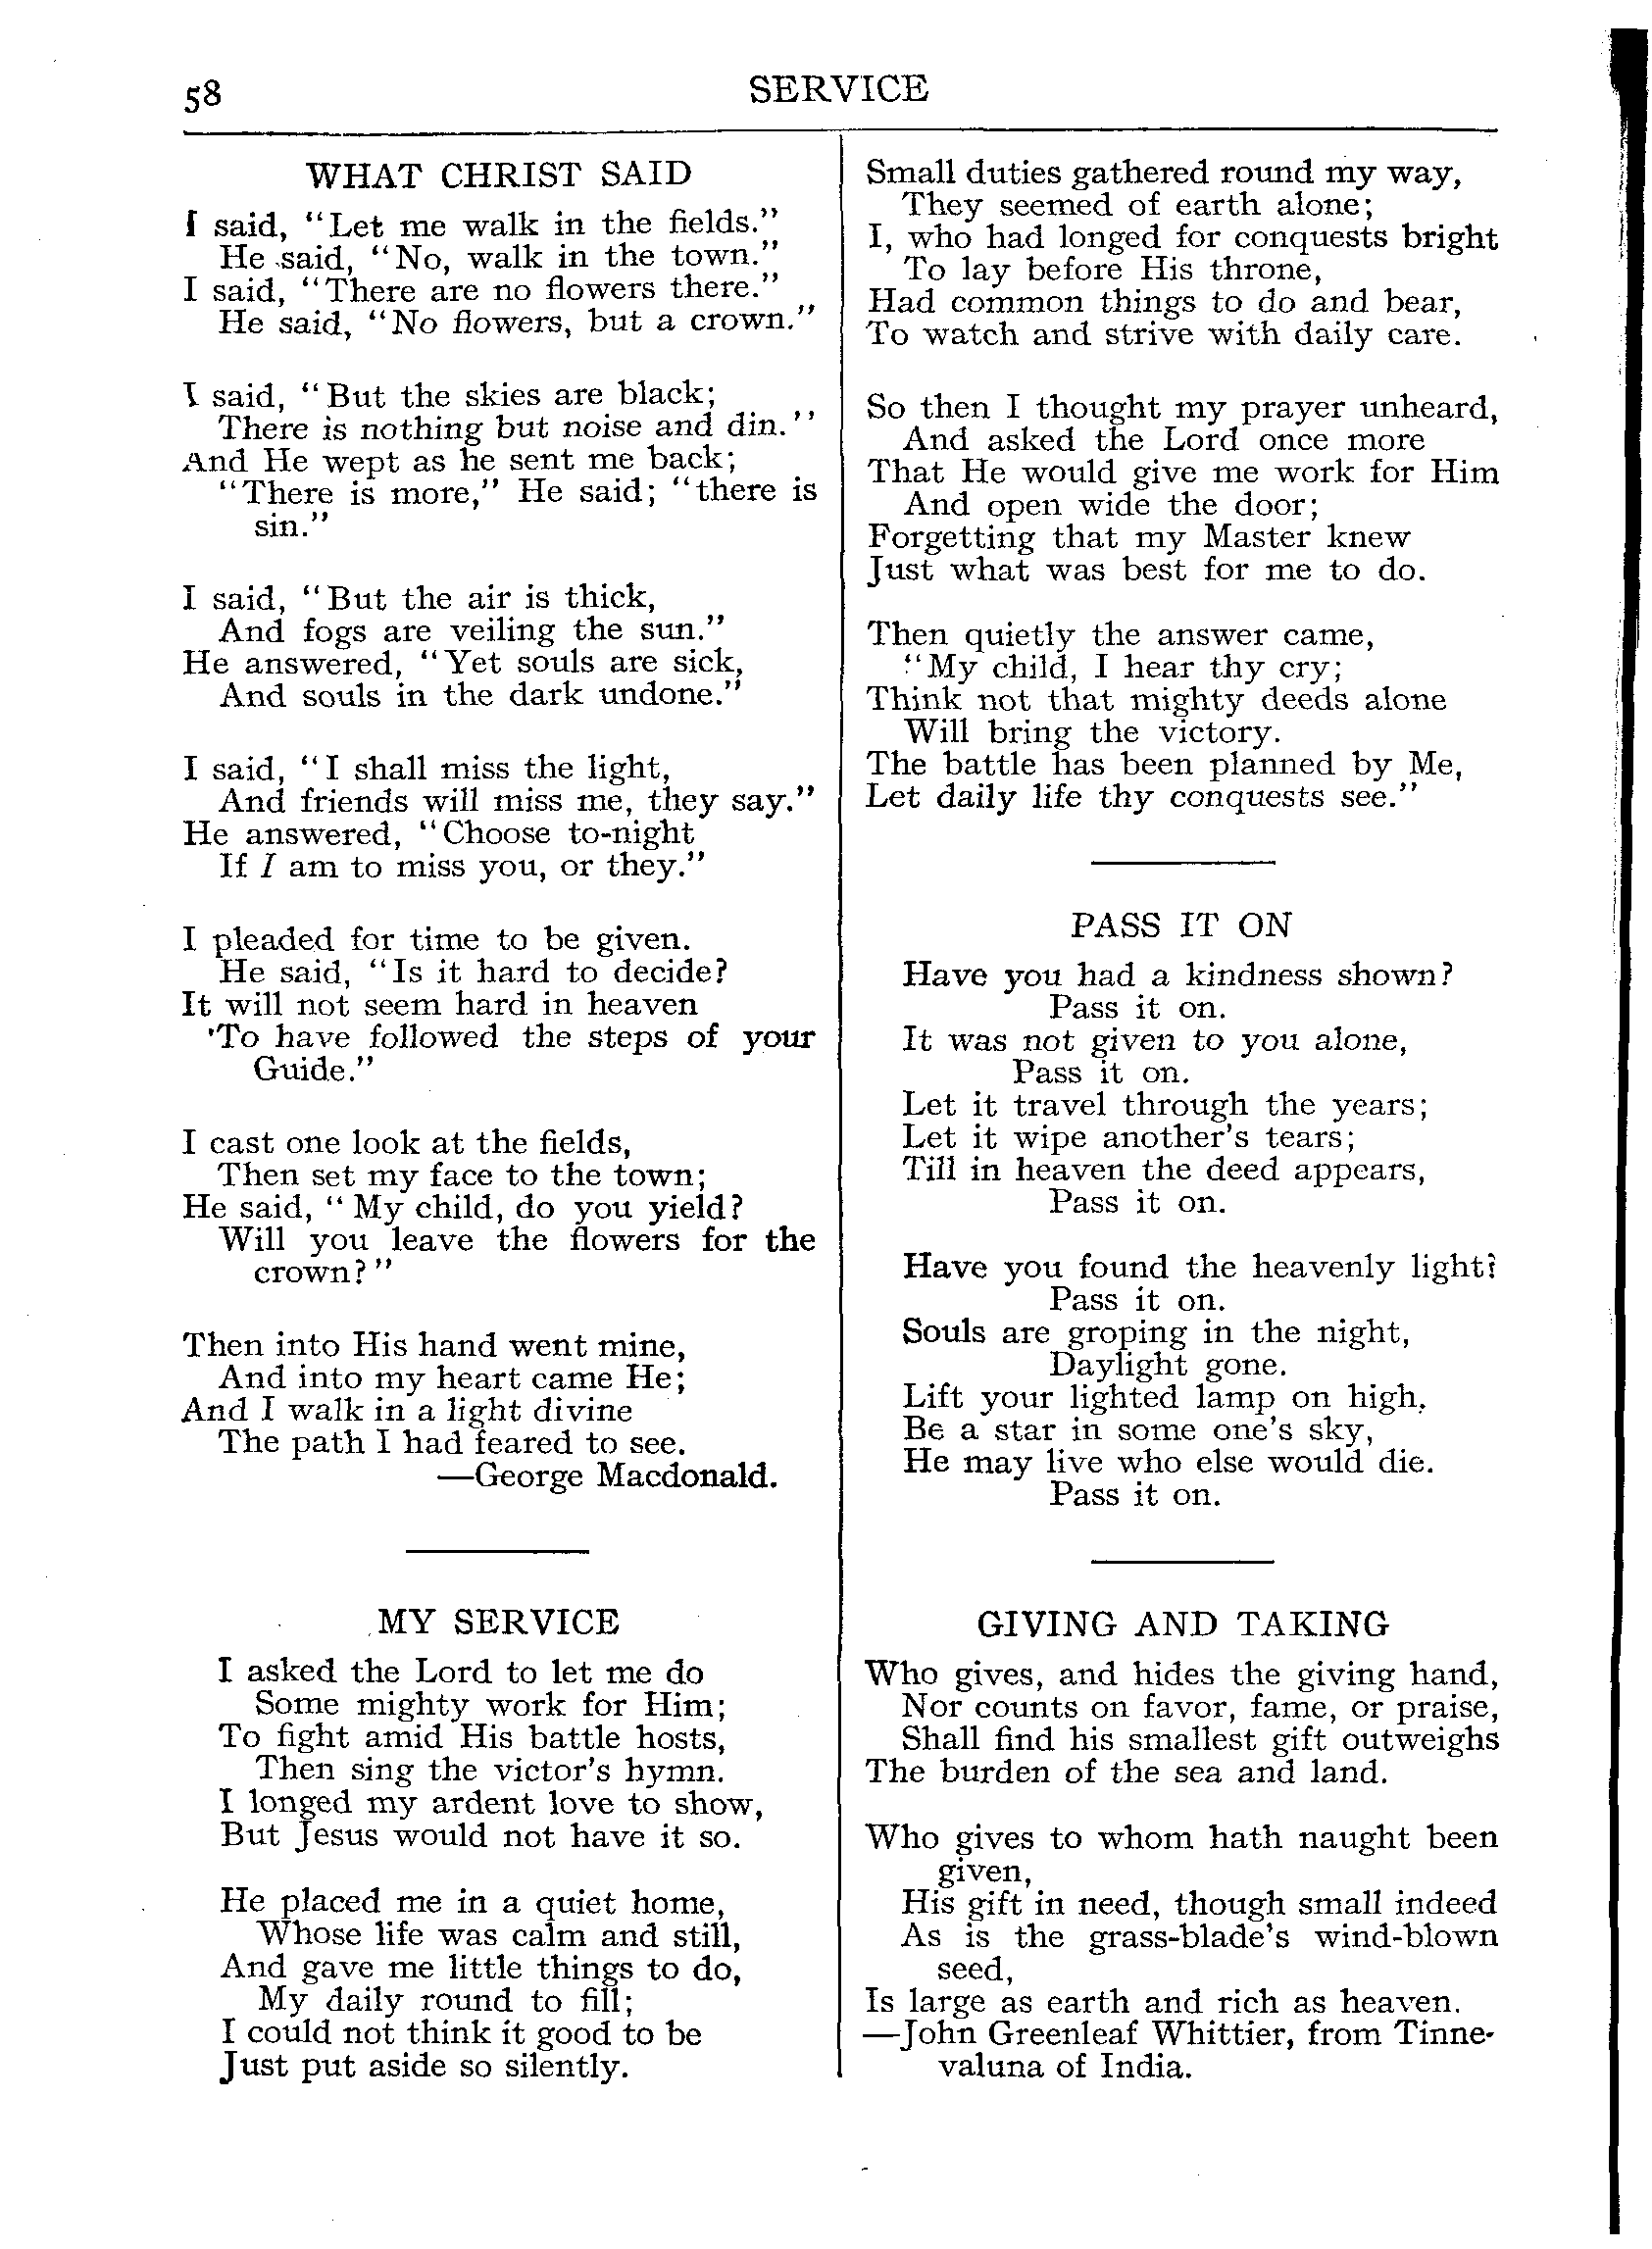 58
SERVICE
WHAT CHRIST SAID
I said, "Let me walk in the fields."
He said, "No, walk in the town."
I said, "There are no flowers there."
He said, "No flowers, but a crown."
I said, "But the skies are black;
There is nothing but noise and din."
And He wept as he sent me back;
"There is more," He said; "there is
sin."
I said, "But the air is thick,
And fogs are veiling the sun."
He answered, "Yet souls are sick,
And souls in the dark undone."
I said, "I shall miss the light,
And friends will miss me, they say."
He answered, "Choose to-night
If I am to miss you, or they."
I pleaded for time to be given.
He said, "Is it hard to decide?
It will not seem hard in heaven
To have followed the steps of your
Guide."
I cast one look at the fields,
Then set my face to the town;
He said, "My child, do you yield?
Will you leave the flowers for the
crown?"
Then into His hand went mine,
And into my heart came He;
And I walk in a light divine
The path I had feared to see.
—George Macdonald.
MY SERVICE
I asked the Lord to let me do
Some mighty work for Him;
To fight amid His battle hosts,
Then sing the victor's hymn.
I longed my ardent love to show,
But Jesus would not have it so.
He placed me in a quiet home,
Whose life was calm and still,
And gave me little things to do,
My daily round to fill;
I could not think it good to be
Just put aside so silently.
Small duties gathered round my way,
They seemed of earth alone;
I, who had longed for conquests bright
To lay before His throne,
Had common things to do and bear,
To watch and strive with daily care.
So then I thought my prayer unheard,
And asked the Lord once more
That He would give me work for Him
And open wide the door;
Forgetting that my Master knew
Just what was best for me to do.
Then quietly the answer came,
"My child, I hear thy cry;
Think not that mighty deeds alone
Will bring the victory.
The battle has been planned by Me,
Let daily life thy conquests see."
PASS IT ON
Have you had a kindness shown?
Pass it on.
It was not given to you alone,
Pass it on.
Let it travel through the years;
Let it wipe another's tears;
Till in heaven the deed appears,
Pass it on.
Have you found the heavenly light?
Pass it on.
Souls are groping in the night,
Daylight gone.
Lift your lighted lamp on high,
Be a star in some one's sky,
He may live who else would die.
Pass it on.
GIVING AND TAKING
Who gives, and hides the giving hand,
Nor counts on favor, fame, or praise,
Shall find his smallest gift outweighs
The burden of the sea and land.
Who gives to whom hath naught been
given,
His gift in need, though small indeed
As is the grass-blade's wind-blown
seed,
Is large as earth and rich as heaven.
—John Greenleaf Whittier, from Tinne-
valuna of India.